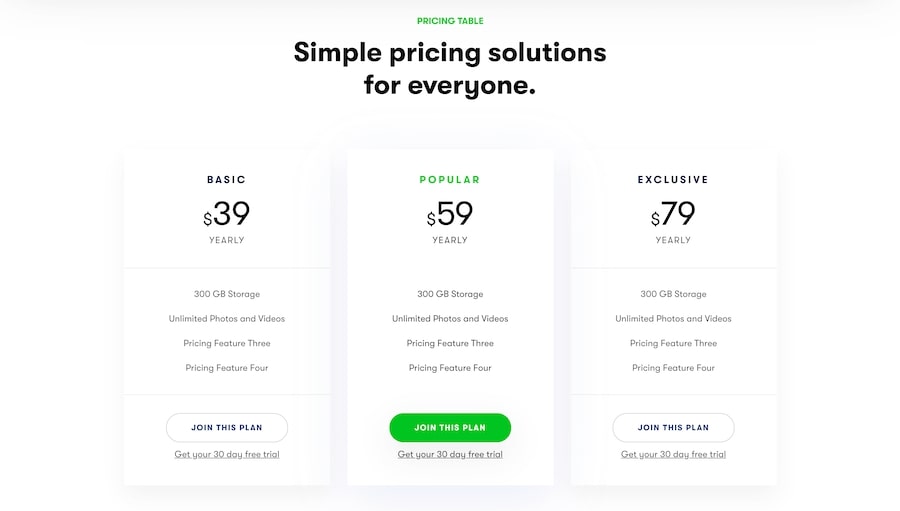 PRICING TABLE
Simple pricing solutions
for everyone.
BASIC
$39
YEARLY
300 GB Storage
Unlimited Photos and Videos
Pricing Feature Three
Pricing Feature Four
JOIN THIS PLAN
Get your 30 day free trial
POPULAR
$59
YEARLY
300 GB Storage
Unlimited Photos and Videos
Pricing Feature Three
Pricing Feature Four
JOIN THIS PLAN
Get your 30 day free trial
EXCLUSIVE
$79
YEARLY
300 GB Storage
Unlimited Photos and Videos
Pricing Feature Three
Pricing Feature Four
JOIN THIS PLAN
Get your 30 day free trial